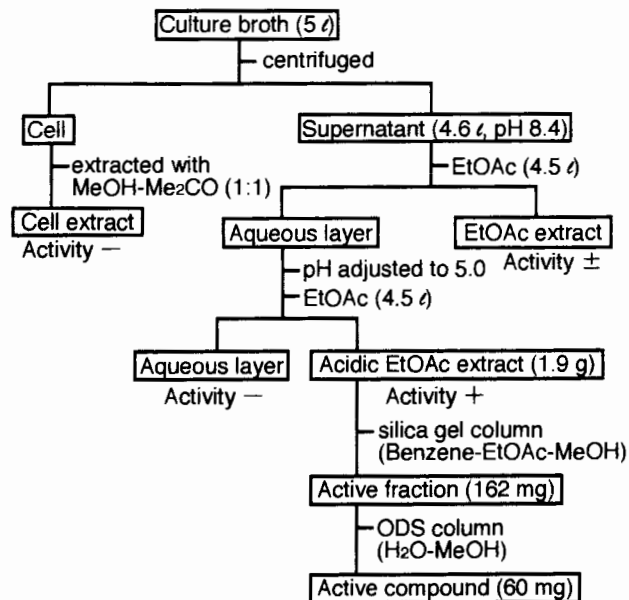 Culture broth (5 ℓ)
centrifuged
Cell
Supernatant (4.6 ℓ, pH 8.4)
extracted with
MeOH-Me2CO (1:1)
EtOAc (4.5 ℓ)
Cell extract
Activity —
Aqueous layer
EtOAc extract
Activity ±
pH adjusted to 5.0
EtOAc (4.5 ℓ)
Aqueous layer
Activity —
Acidic EtOAc extract (1.9 g)
Activity +
silica gel column
(Benzene-EtOAc-MeOH)
Active fraction (162 mg)
ODS column
(H2O-MeOH)
Active compound (60 mg)